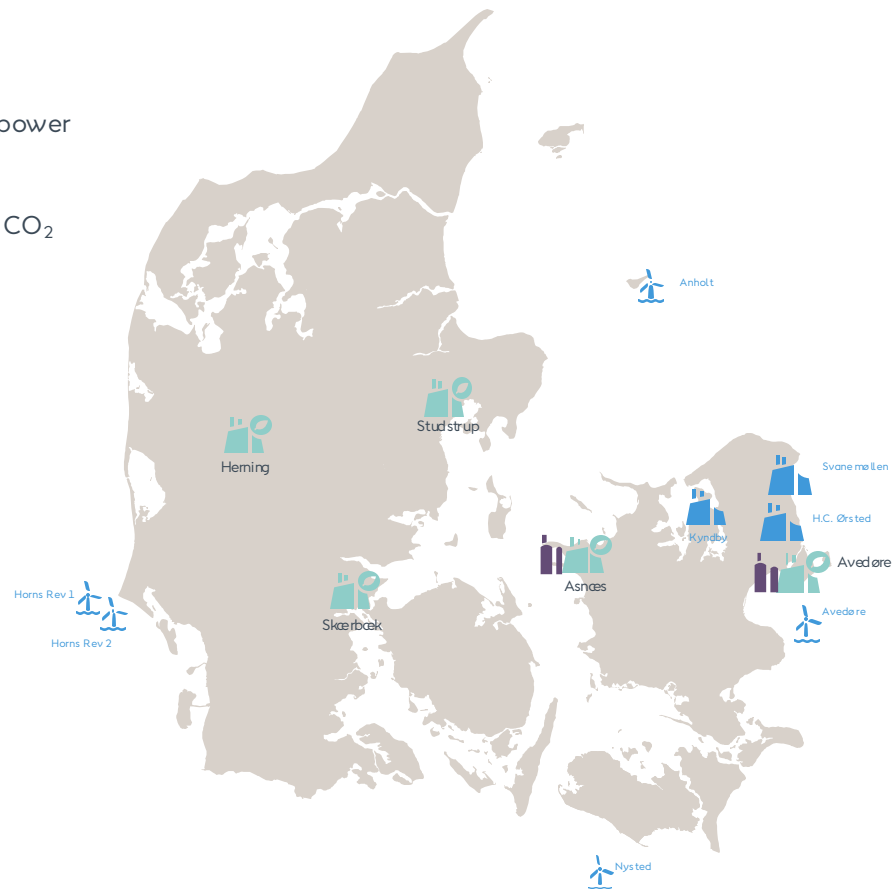 power
CO₂
Anholt
Studstrup
Herning
Svanemøllen
H.C. Ørsted
Kyndby
Avedøre
Asnæs
Horns Rev 1
Avedøre
Skærbæk
Horns Rev 2
Nysted